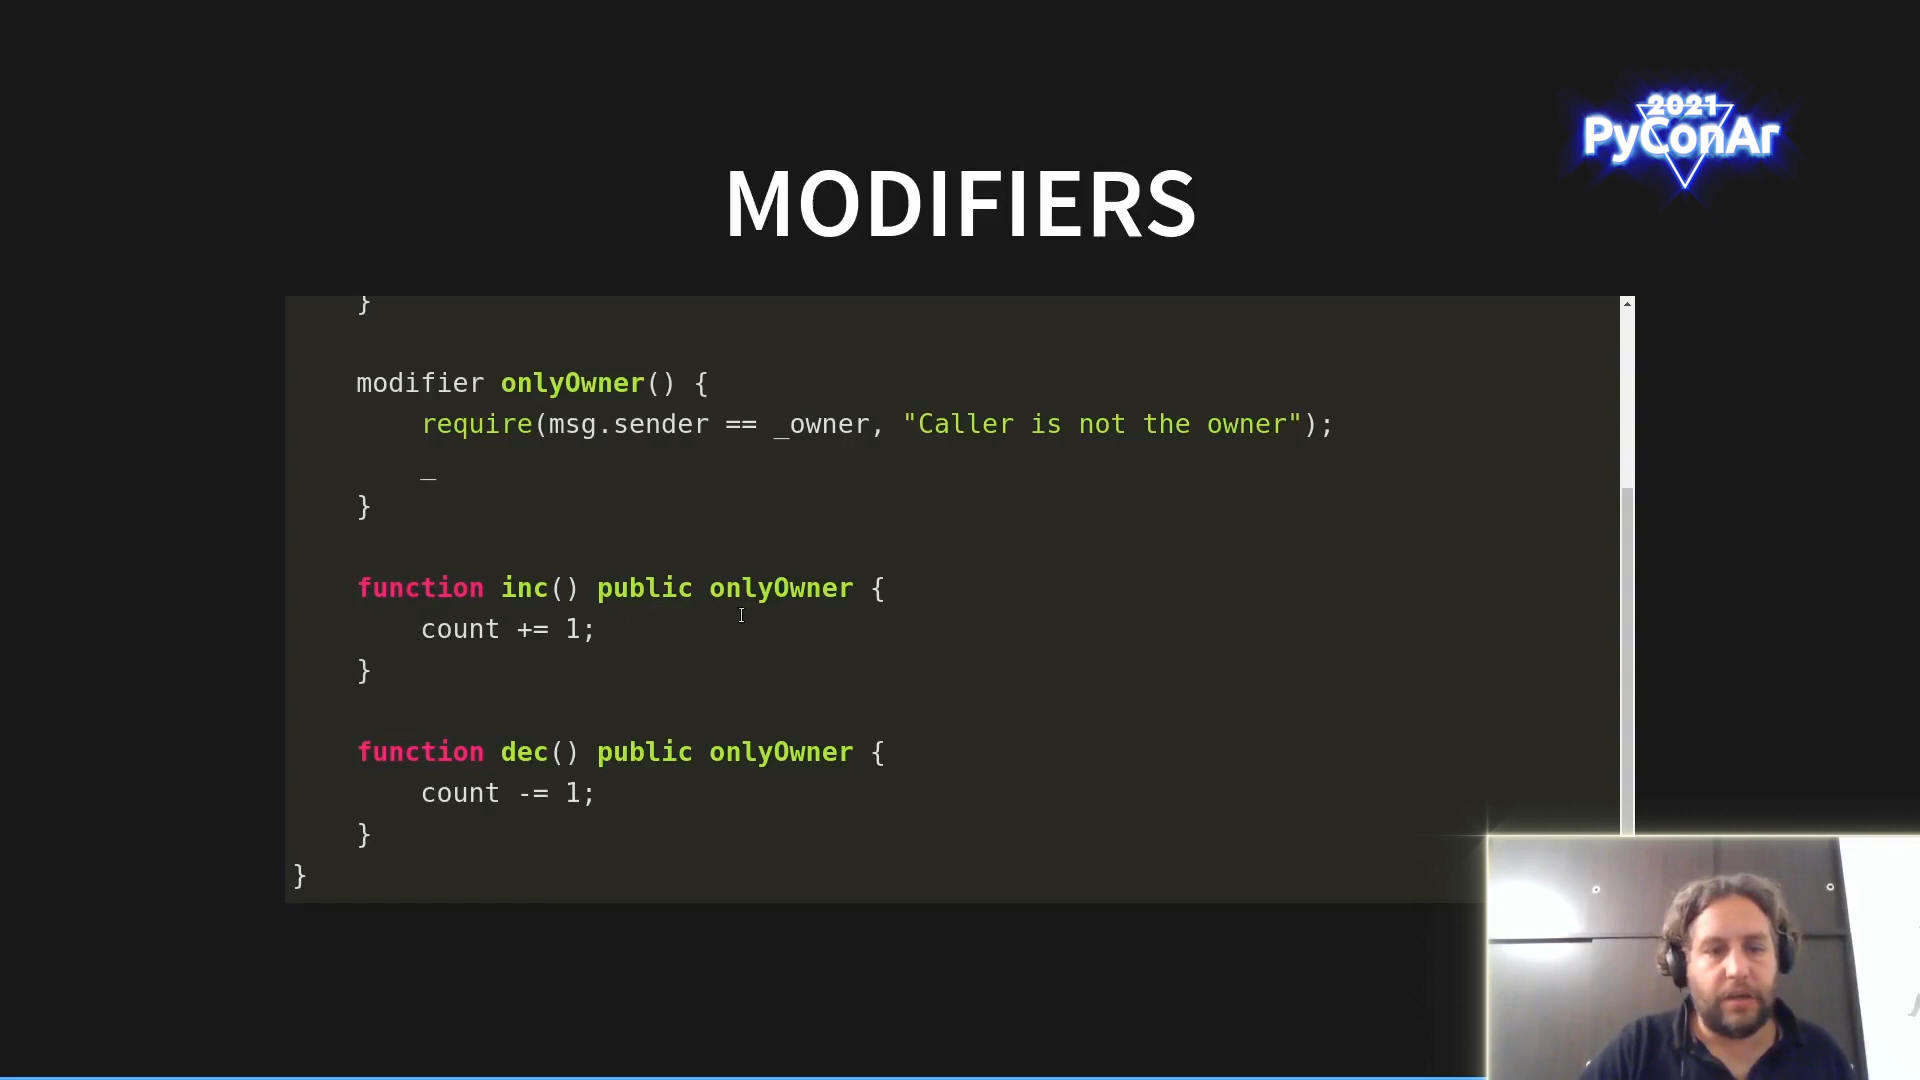 2021
PyConAr
MODIFIERS
}
modifier onlyOwner() {
require(msg.sender == _owner, "Caller is not the owner");
_
}
function inc() public onlyOwner {
count += 1;
}
function dec() public onlyOwner {
count -= 1;
}
}